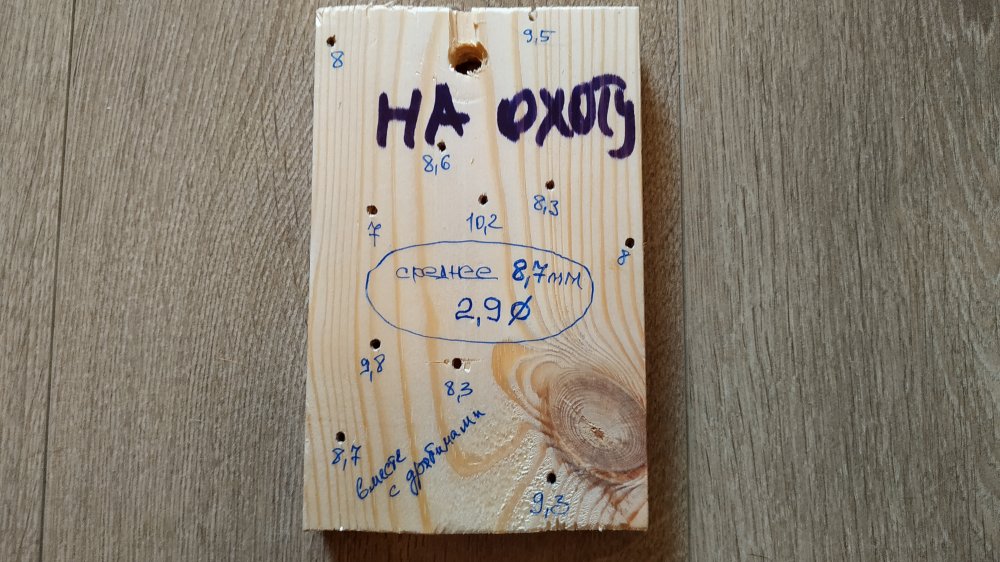 9,5
8
НА ОХОТУ
8,6
8,3
7
10,2
8
среднее 8,7мм
2,9 ø
9,8
8,3
8,7
вместе
с дробинами
9,3